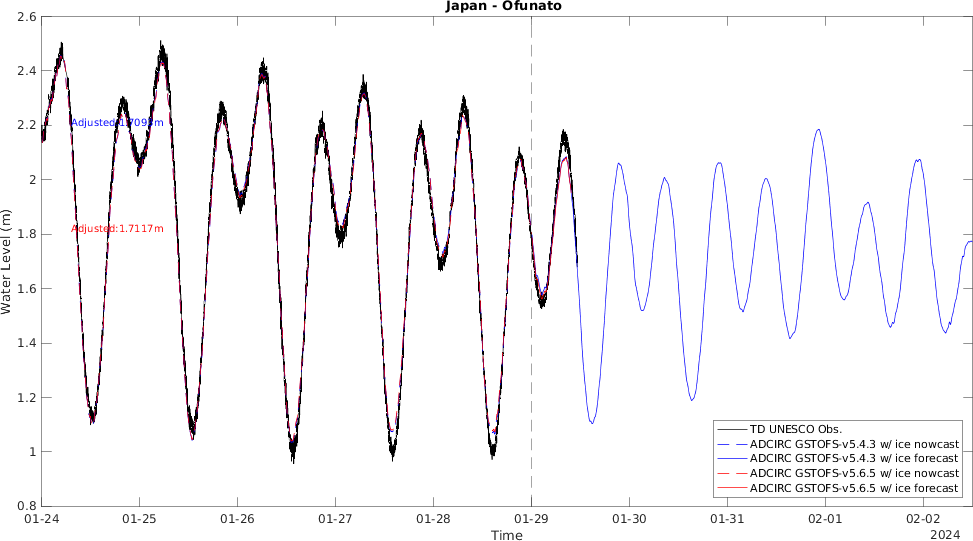 Japan - Ofunato
2.6
2.4
2.2
2
1.8
1.6
1.4
1.2
1
0.8
Water Level (m)
Adjusted:1.709 m
Adjusted:1.7117m
TD UNESCO Obs.
ADCIRC GSTOFS-v5.4.3 w/ ice nowcast
ADCIRC GSTOFS-v5.4.3 w/ ice forecast
ADCIRC GSTOFS-v5.6.5 w/ ice nowcast
ADCIRC GSTOFS-v5.6.5 w/ ice forecast
01-24 01-25 01-26 01-27 01-28 01-29 01-30 01-31 02-01 02-02
Time
2024